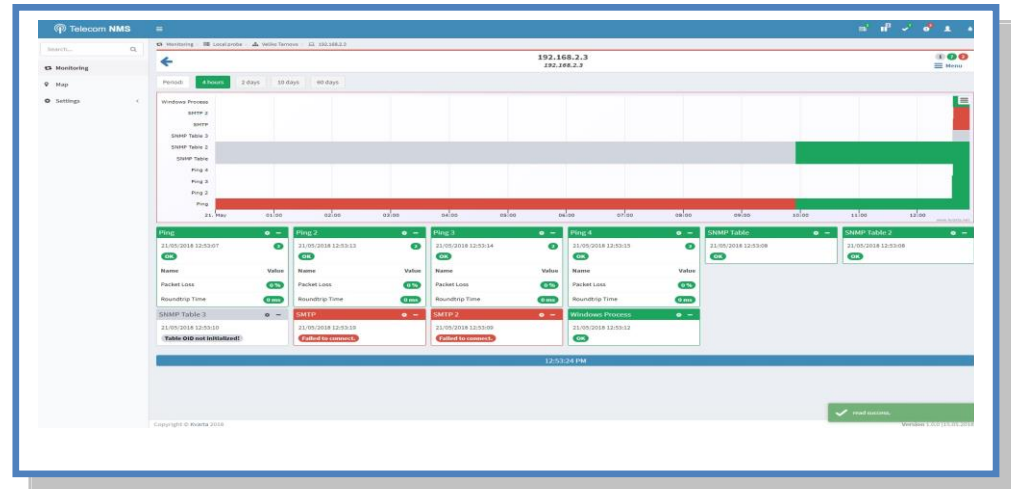 Telecom NMS
Search...
Monitoring
Map
Settings
Monitoring Local probe Veliko Tarnovo 192.168.2.3
192.168.2.3
192.168.2.3
Menu
Period: 4 hours 2 days 10 days 60 days
Windows Process
SMTP 2
SMTP
SNMP Table 3
SNMP Table 2
SNMP Table
Ping 4
Ping 3
Ping 2
Ping
21. May 01:00 02:00 03:00 04:00 05:00 06:00 07:00 08:00 09:00 10:00 11:00 12:00
Ping Ping 2 Ping 3 Ping 4 SNMP Table SNMP Table 2
21/05/2018 12:53:07 21/05/2018 12:53:13 21/05/2018 12:53:14 21/05/2018 12:53:15 21/05/2018 12:53:08 21/05/2018 12:53:08
OK OK OK OK OK OK
Name Value Name Value Name Value Name Value
Packet Loss 0 % Packet Loss 0 % Packet Loss 0 % Packet Loss 0 %
Roundtrip Time 0 ms Roundtrip Time 0 ms Roundtrip Time 0 ms Roundtrip Time 0 ms
SNMP Table 3 SMTP SMTP 2 Windows Process
21/05/2018 12:53:10 21/05/2018 12:53:10 21/05/2018 12:53:09 21/05/2018 12:53:12
Table OID not initialized! Failed to connect. Failed to connect. OK
12:53:24 PM
read success.
Copyright © Kvarta 2018
Version 1.0.0 (15.05.2018